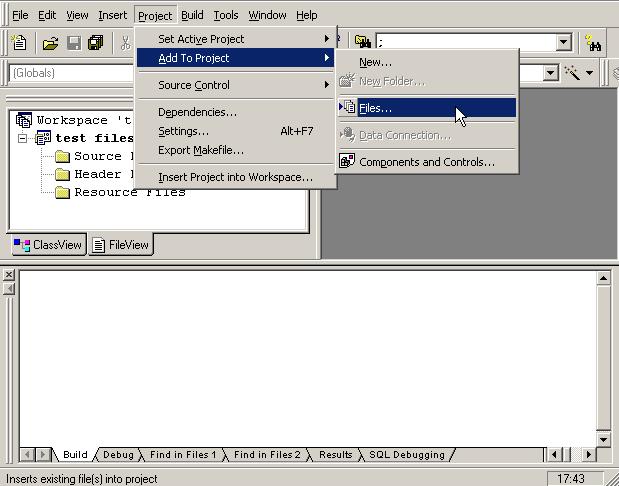 File Edit View Insert Project Build Tools Window Help
Set Active Project
Add To Project
Source Control
Dependencies...
Settings... Alt+F7
Export Makefile...
Insert Project into Workspace...
New...
New Folder...
Files...
Data Connection...
Components and Controls...
;
(Globals)
Workspace 't
test files
Source
Header
Resource Files
ClassView FileView
Build Debug Find in Files 1 Find in Files 2 Results SQL Debugging
Inserts existing file(s) into project 17:43